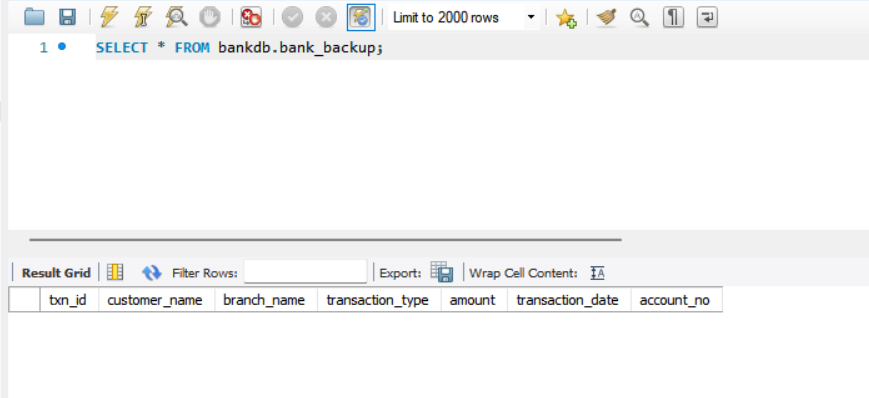 Limit to 2000 rows
1 SELECT * FROM bankdb.bank_backup;
Result Grid Filter Rows: Export: Wrap Cell Content:
txn_id customer_name branch_name transaction_type amount transaction_date account_no